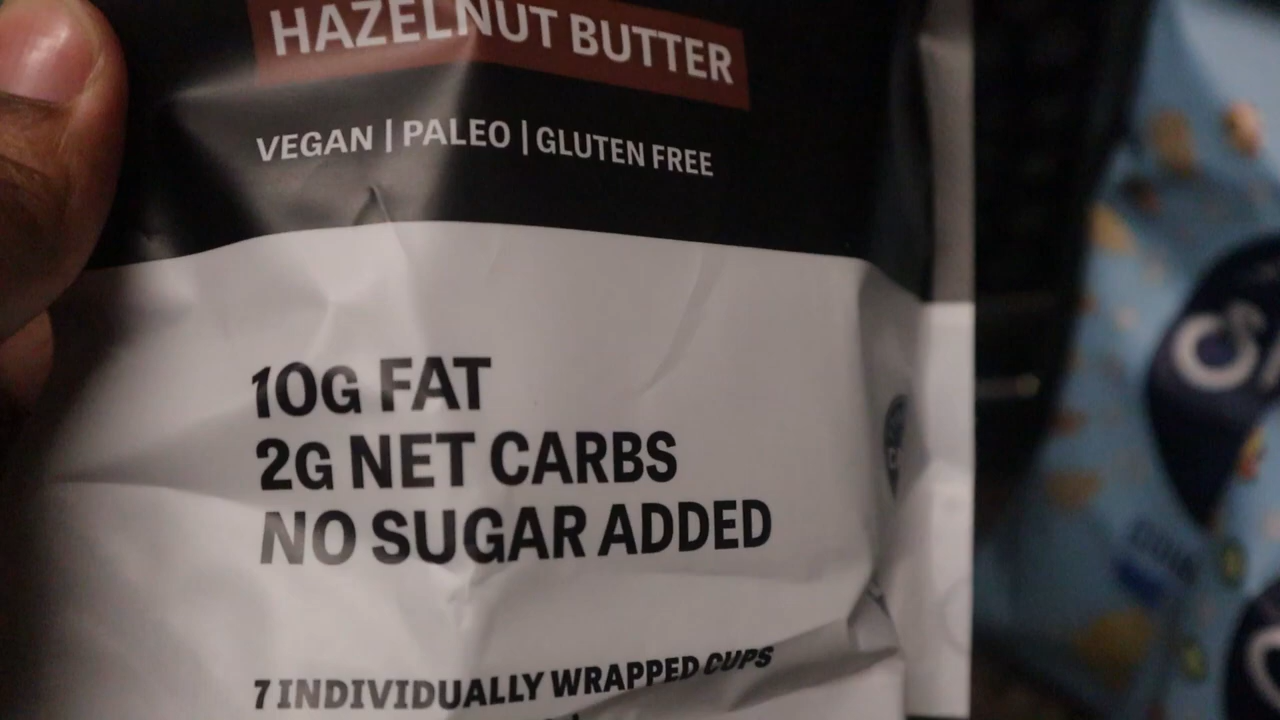 HAZELNUT BUTTER
VEGAN | PALEO | GLUTEN FREE
10G FAT
2G NET CARBS
NO SUGAR ADDED
7 INDIVIDUALLY WRAPPED CUPS